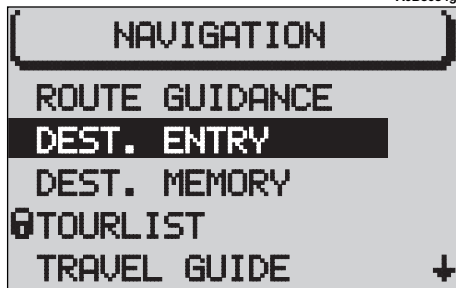 NAVIGATION
ROUTE GUIDANCE
DEST. ENTRY
DEST. MEMORY
TOURLIST
TRAVEL GUIDE